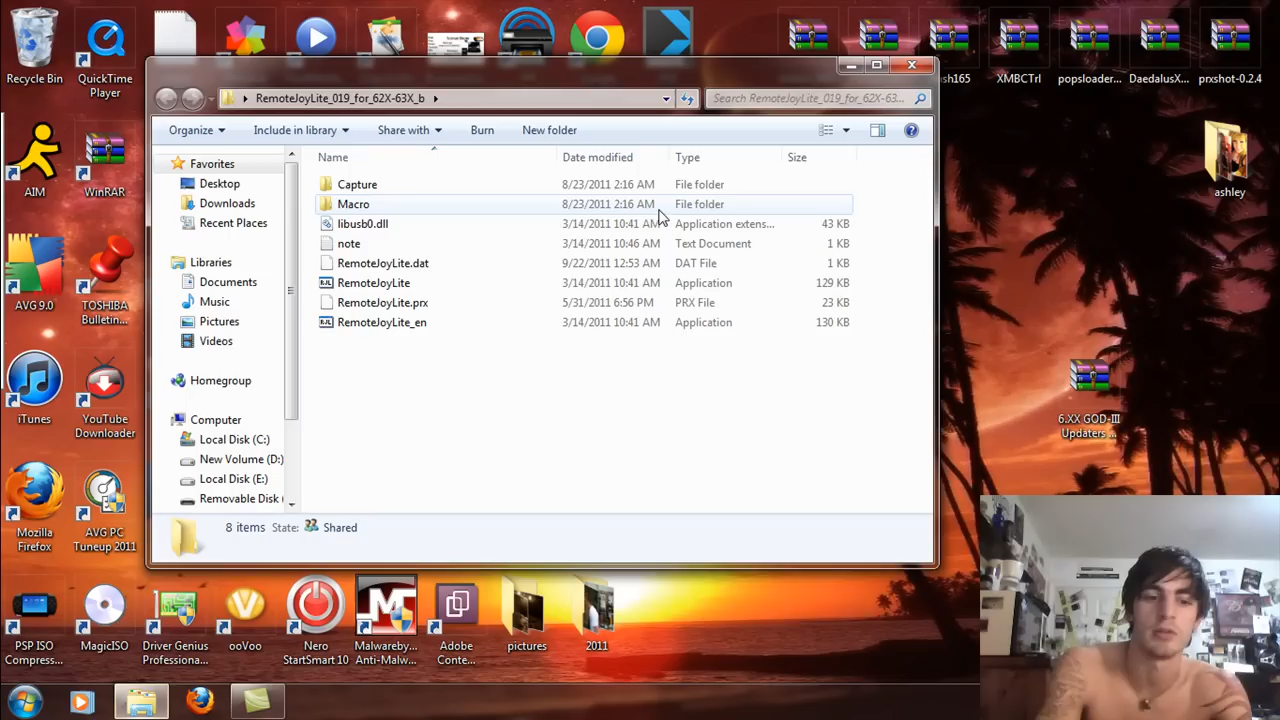 Recycle Bin
QuickTime Player
sh165
XMBCTrl
popsloader...
DaedalusX...
prxshot-0.2.4
RemoteJoyLite_019_for_62X-63X_b
Search RemoteJoyLite_019_for_62X-63...
Organize
Include in library
Share with
Burn
New folder
AIM
WinRAR
AVG 9.0
TOSHIBA Bulletin...
iTunes
YouTube Downloader
Mozilla Firefox
AVG PC Tuneup 2011
Favorites
Desktop
Downloads
Recent Places
Libraries
Documents
Music
Pictures
Videos
Homegroup
Computer
Local Disk (C:)
New Volume (D:)
Local Disk (E:)
Removable Disk
Name Date modified Type Size
Capture 8/23/2011 2:16 AM File folder
Macro 8/23/2011 2:16 AM File folder
libusb0.dll 3/14/2011 10:41 AM Application extens... 43 KB
note 3/14/2011 10:46 AM Text Document 1 KB
RemoteJoyLite.dat 9/22/2011 12:53 AM DAT File 1 KB
RemoteJoyLite 3/14/2011 10:41 AM Application 129 KB
RemoteJoyLite.prx 5/31/2011 6:56 PM PRX File 23 KB
RemoteJoyLite_en 3/14/2011 10:41 AM Application 130 KB
8 items State: Shared
ashley
6.XX GOD-III
Updaters ...
PSP ISO Compress...
MagicISO
Driver Genius Professiona...
ooVoo
Nero StartSmart 10
Malwareby... Anti-Malw...
Adobe Conte...
pictures
2011